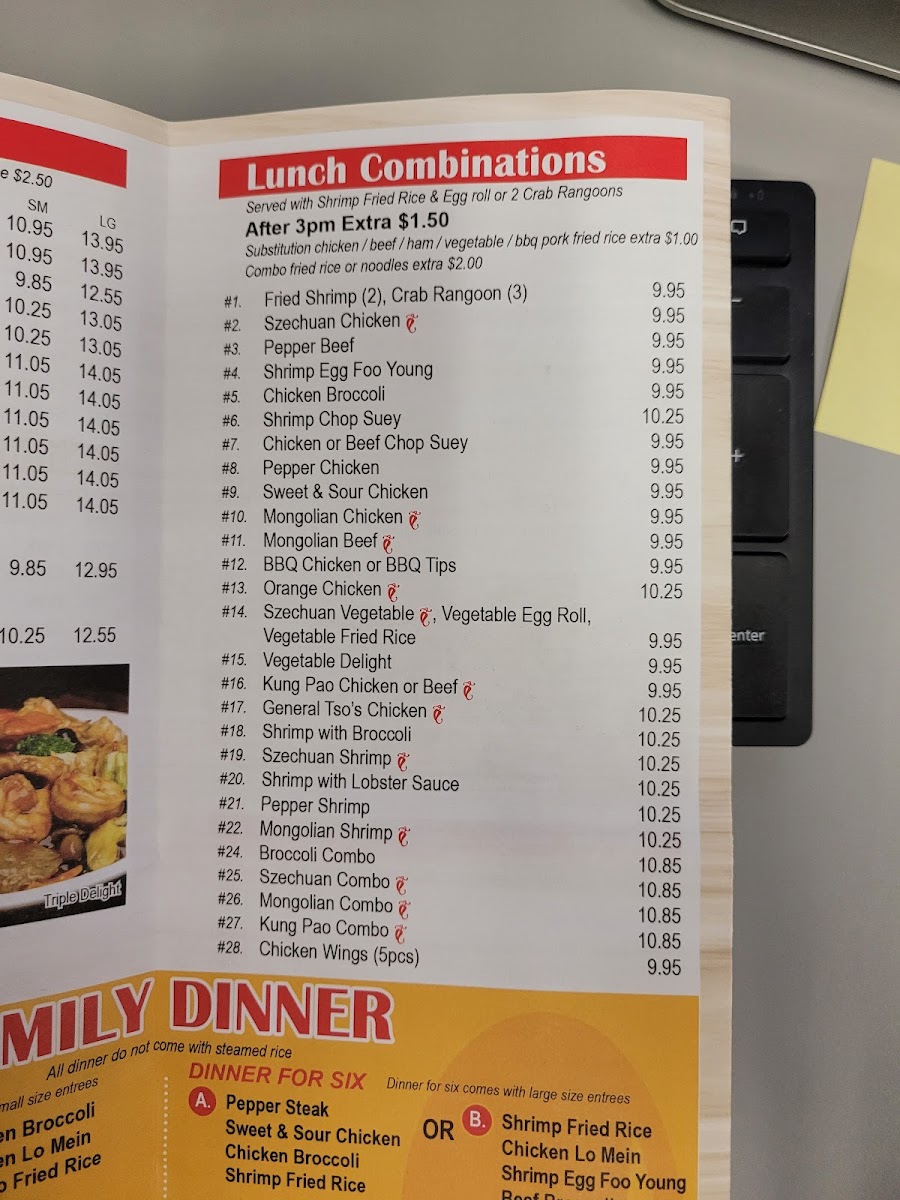 e $2.50
SM LG
10.95 13.95
10.95 13.95
9.85 12.55
10.25 13.05
10.25 13.05
11.05 14.05
11.05 14.05
11.05 14.05
11.05 14.05
11.05 14.05
11.05 14.05
9.85 12.95
10.25 12.55
Triple Delight
Lunch Combinations
Served with Shrimp Fried Rice & Egg roll or 2 Crab Rangoons
After 3pm Extra $1.50
Substitution chicken / beef / ham / vegetable / bbq pork fried rice extra $1.00
Combo fried rice or noodles extra $2.00
#1. Fried Shrimp (2), Crab Rangoon (3) 9.95
#2. Szechuan Chicken 9.95
#3. Pepper Beef 9.95
#4. Shrimp Egg Foo Young 9.95
#5. Chicken Broccoli 9.95
#6. Shrimp Chop Suey 10.25
#7. Chicken or Beef Chop Suey 9.95
#8. Pepper Chicken 9.95
#9. Sweet & Sour Chicken 9.95
#10. Mongolian Chicken 9.95
#11. Mongolian Beef 9.95
#12. BBQ Chicken or BBQ Tips 9.95
#13. Orange Chicken 10.25
#14. Szechuan Vegetable , Vegetable Egg Roll,
Vegetable Fried Rice 9.95
#15. Vegetable Delight 9.95
#16. Kung Pao Chicken or Beef 9.95
#17. General Tso's Chicken 10.25
#18. Shrimp with Broccoli 10.25
#19. Szechuan Shrimp 10.25
#20. Shrimp with Lobster Sauce 10.25
#21. Pepper Shrimp 10.25
#22. Mongolian Shrimp 10.25
#24. Broccoli Combo 10.85
#25. Szechuan Combo 10.85
#26. Mongolian Combo 10.85
#27. Kung Pao Combo 10.85
#28. Chicken Wings (5pcs) 9.95
MILY DINNER
All dinner do not come with steamed rice
mall size entrees
en Broccoli
en Lo Mein
o Fried Rice
DINNER FOR SIX Dinner for six comes with large size entrees
A. Pepper Steak
Sweet & Sour Chicken
Chicken Broccoli
Shrimp Fried Rice
OR
B. Shrimp Fried Rice
Chicken Lo Mein
Shrimp Egg Foo Young
+
enter